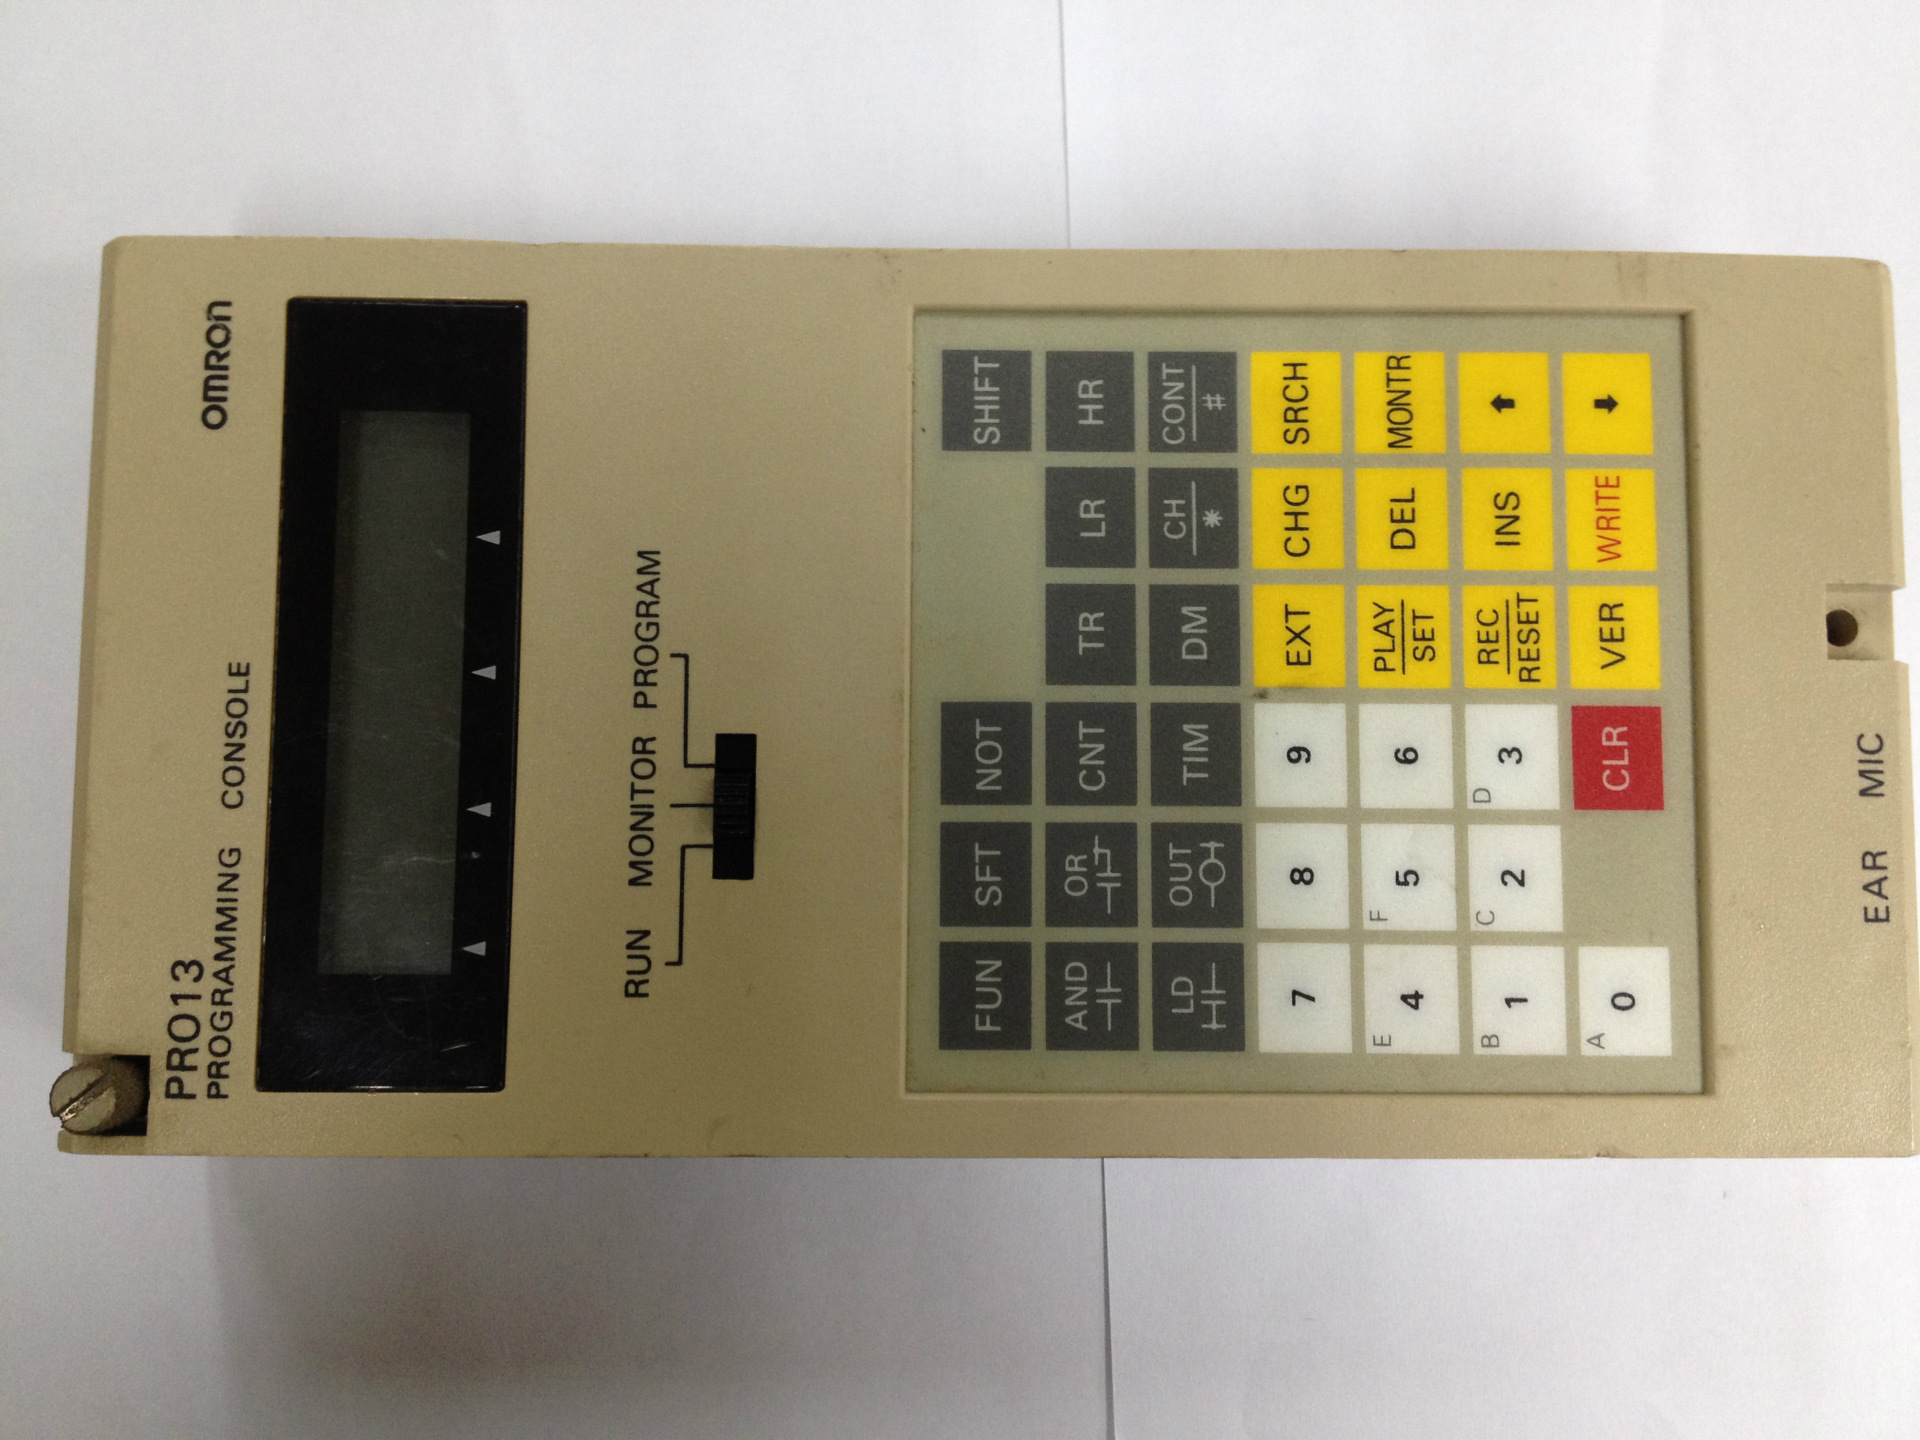 omron
PRO13
PROGRAMMING CONSOLE
RUN MONITOR PROGRAM
FUN SFT NOT SHIFT
AND OR CNT TR LR HR
LD OUT TIM DM CH/* CONT/#
7 8 9 EXT CHG SRCH
E 4 F 5 6 PLAY/SET DEL MONTR
B 1 C 2 D 3 REC/RESET INS ⬆
A 0 CLR VER WRITE ⬇
EAR MIC